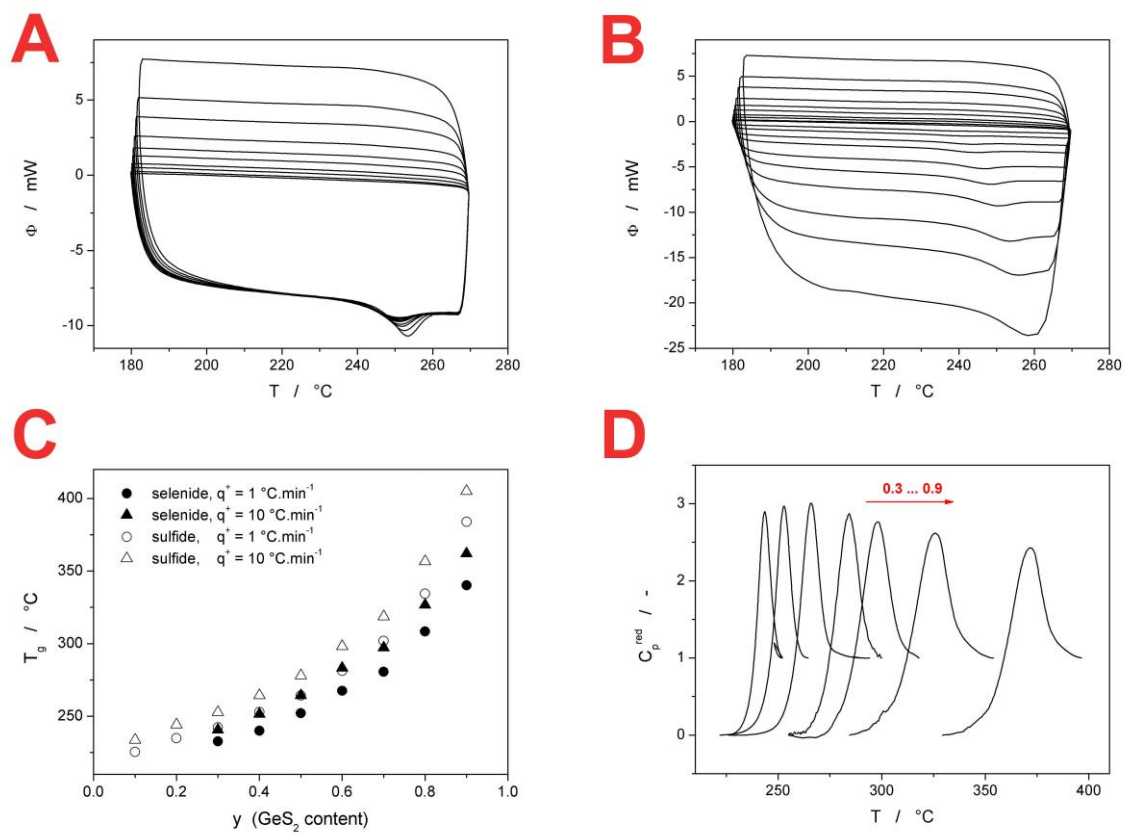 A
5
0
-5
-10
Φ / mW
180 200 220 240 260 280
T / °C
B
5
0
-5
-10
-15
-20
-25
Φ / mW
180 200 220 240 260 280
T / °C
C
selenide, q⁺ = 1 °C.min⁻¹
selenide, q⁺ = 10 °C.min⁻¹
sulfide, q⁺ = 1 °C.min⁻¹
sulfide, q⁺ = 10 °C.min⁻¹
400
350
300
250
T_g / °C
0.0 0.2 0.4 0.6 0.8 1.0
y (GeS₂ content)
D
0.3 ... 0.9
3
2
1
0
C_p^red / -
250 300 350 400
T / °C